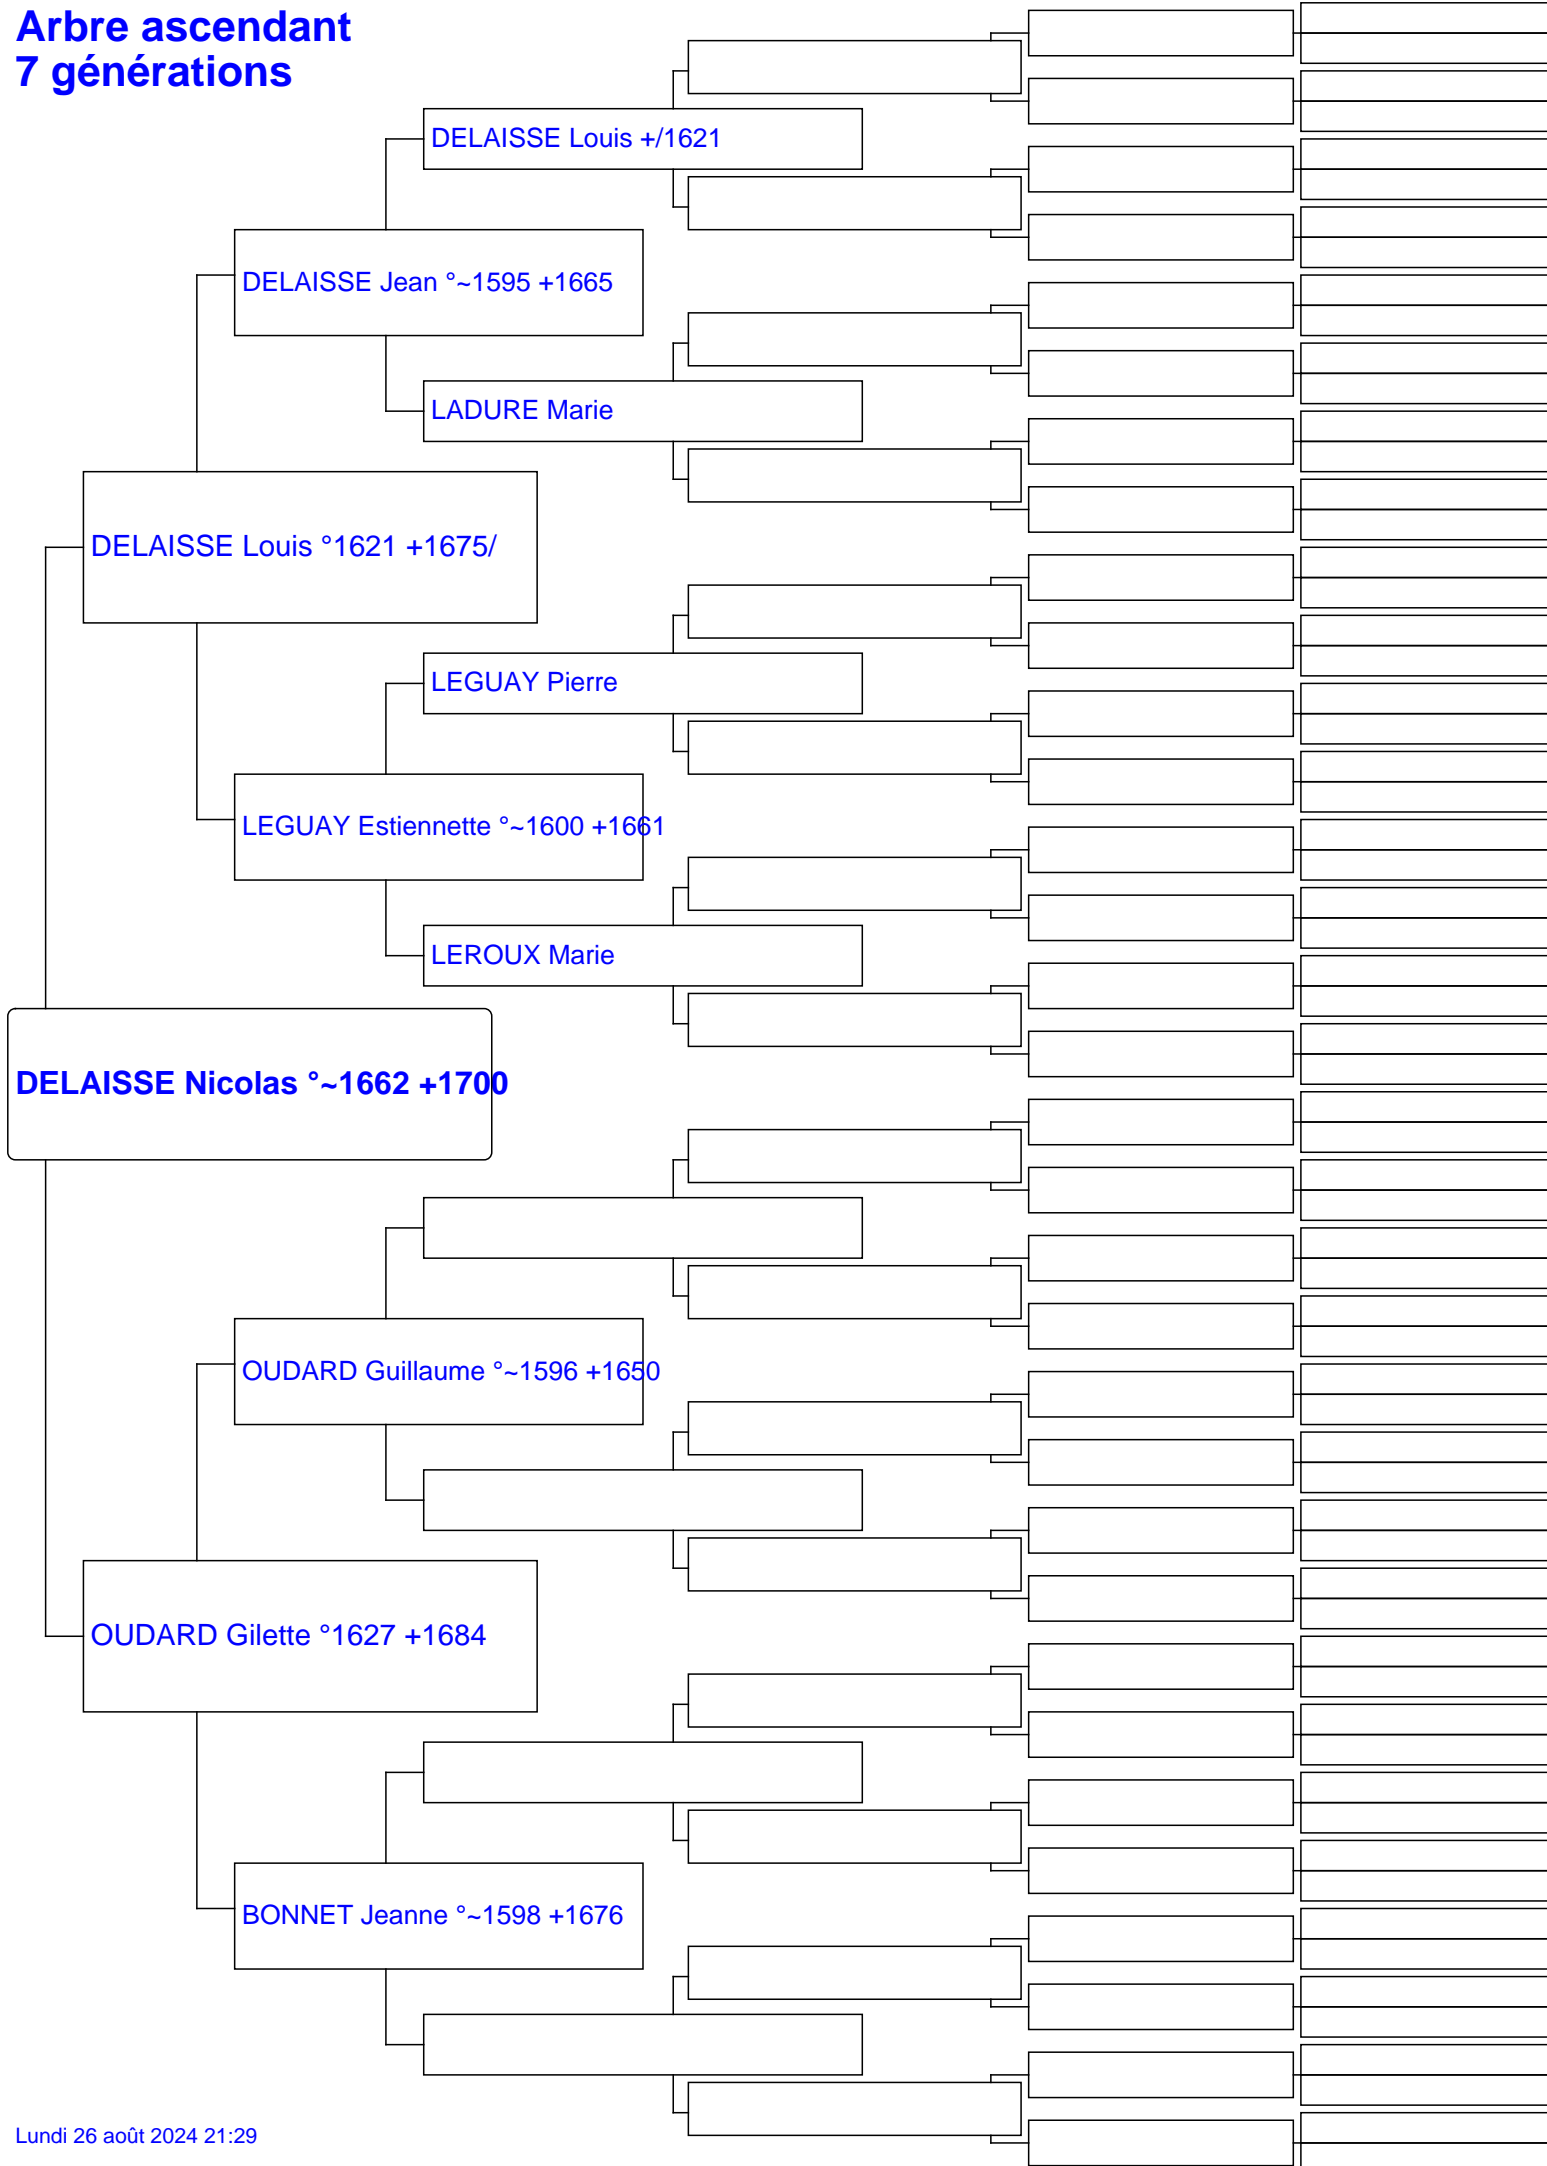 Arbre ascendant
7 générations
DELAISSE Louis +/1621
DELAISSE Jean °~1595 +1665
LADURE Marie
DELAISSE Louis °1621 +1675/
LEGUAY Pierre
LEGUAY Estiennette °~1600 +1661
LEROUX Marie
DELAISSE Nicolas °~1662 +1700
OUDARD Guillaume °~1596 +1650
OUDARD Gilette °1627 +1684
BONNET Jeanne °~1598 +1676
Lundi 26 août 2024 21:29